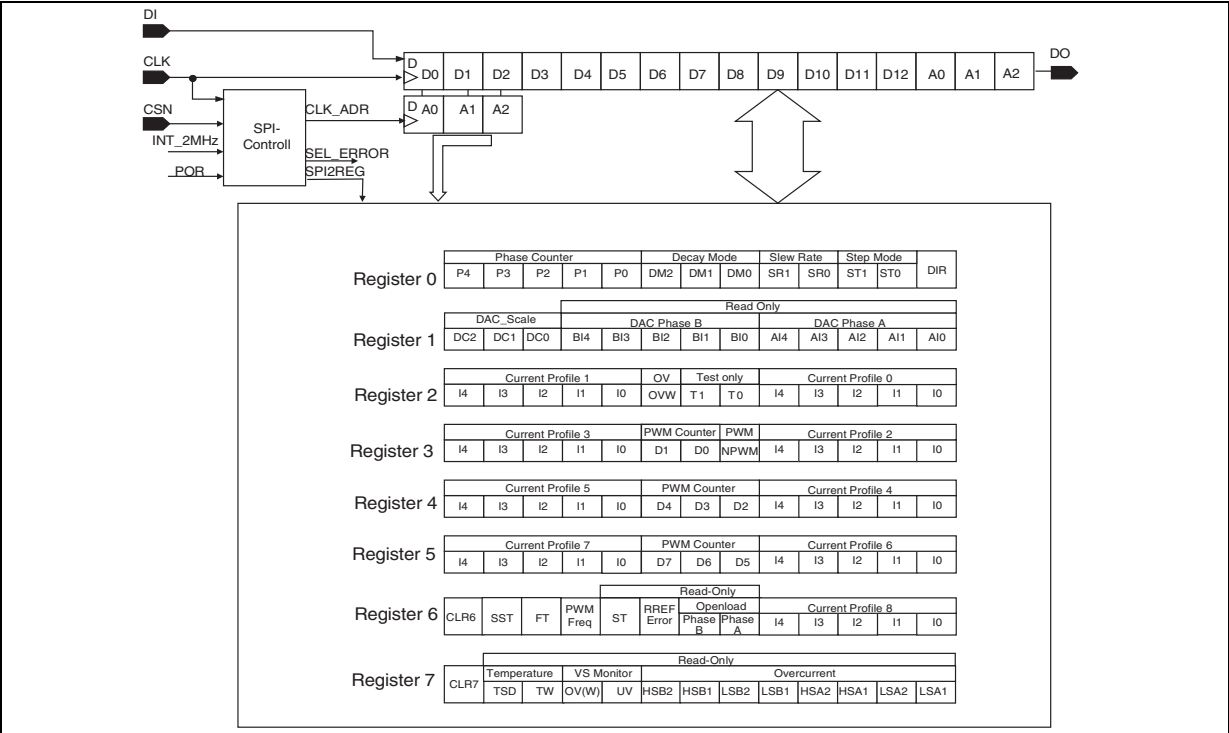 DI
DO
CLK
D
D0 D1 D2 D3 D4 D5 D6 D7 D8 D9 D10 D11 D12 A0 A1 A2
CSN
CLK_ADR
D A0 A1 A2
SPI-
Controll
INT_2MHz
SEL_ERROR
POR
SPI2REG
Phase Counter Decay Mode Slew Rate Step Mode
Register 0 P4 P3 P2 P1 P0 DM2 DM1 DM0 SR1 SR0 ST1 ST0 DIR
Read Only
DAC_Scale DAC Phase B DAC Phase A
Register 1 DC2 DC1 DC0 BI4 BI3 BI2 BI1 BI0 AI4 AI3 AI2 AI1 AI0
Current Profile 1 OV Test only Current Profile 0
Register 2 I4 I3 I2 I1 I0 OVW T1 T0 I4 I3 I2 I1 I0
Current Profile 3 PWM Counter PWM Current Profile 2
Register 3 I4 I3 I2 I1 I0 D1 D0 NPWM I4 I3 I2 I1 I0
Current Profile 5 PWM Counter Current Profile 4
Register 4 I4 I3 I2 I1 I0 D4 D3 D2 I4 I3 I2 I1 I0
Current Profile 7 PWM Counter Current Profile 6
Register 5 I4 I3 I2 I1 I0 D7 D6 D5 I4 I3 I2 I1 I0
Read-Only
PWM RREF Openload Current Profile 8
Register 6 CLR6 SST FT Freq ST Error Phase B Phase A I4 I3 I2 I1 I0
Read-Only
Temperature VS Monitor Overcurrent
Register 7 CLR7 TSD TW OV(W) UV HSB2 HSB1 LSB2 LSB1 HSA2 HSA1 LSA2 LSA1